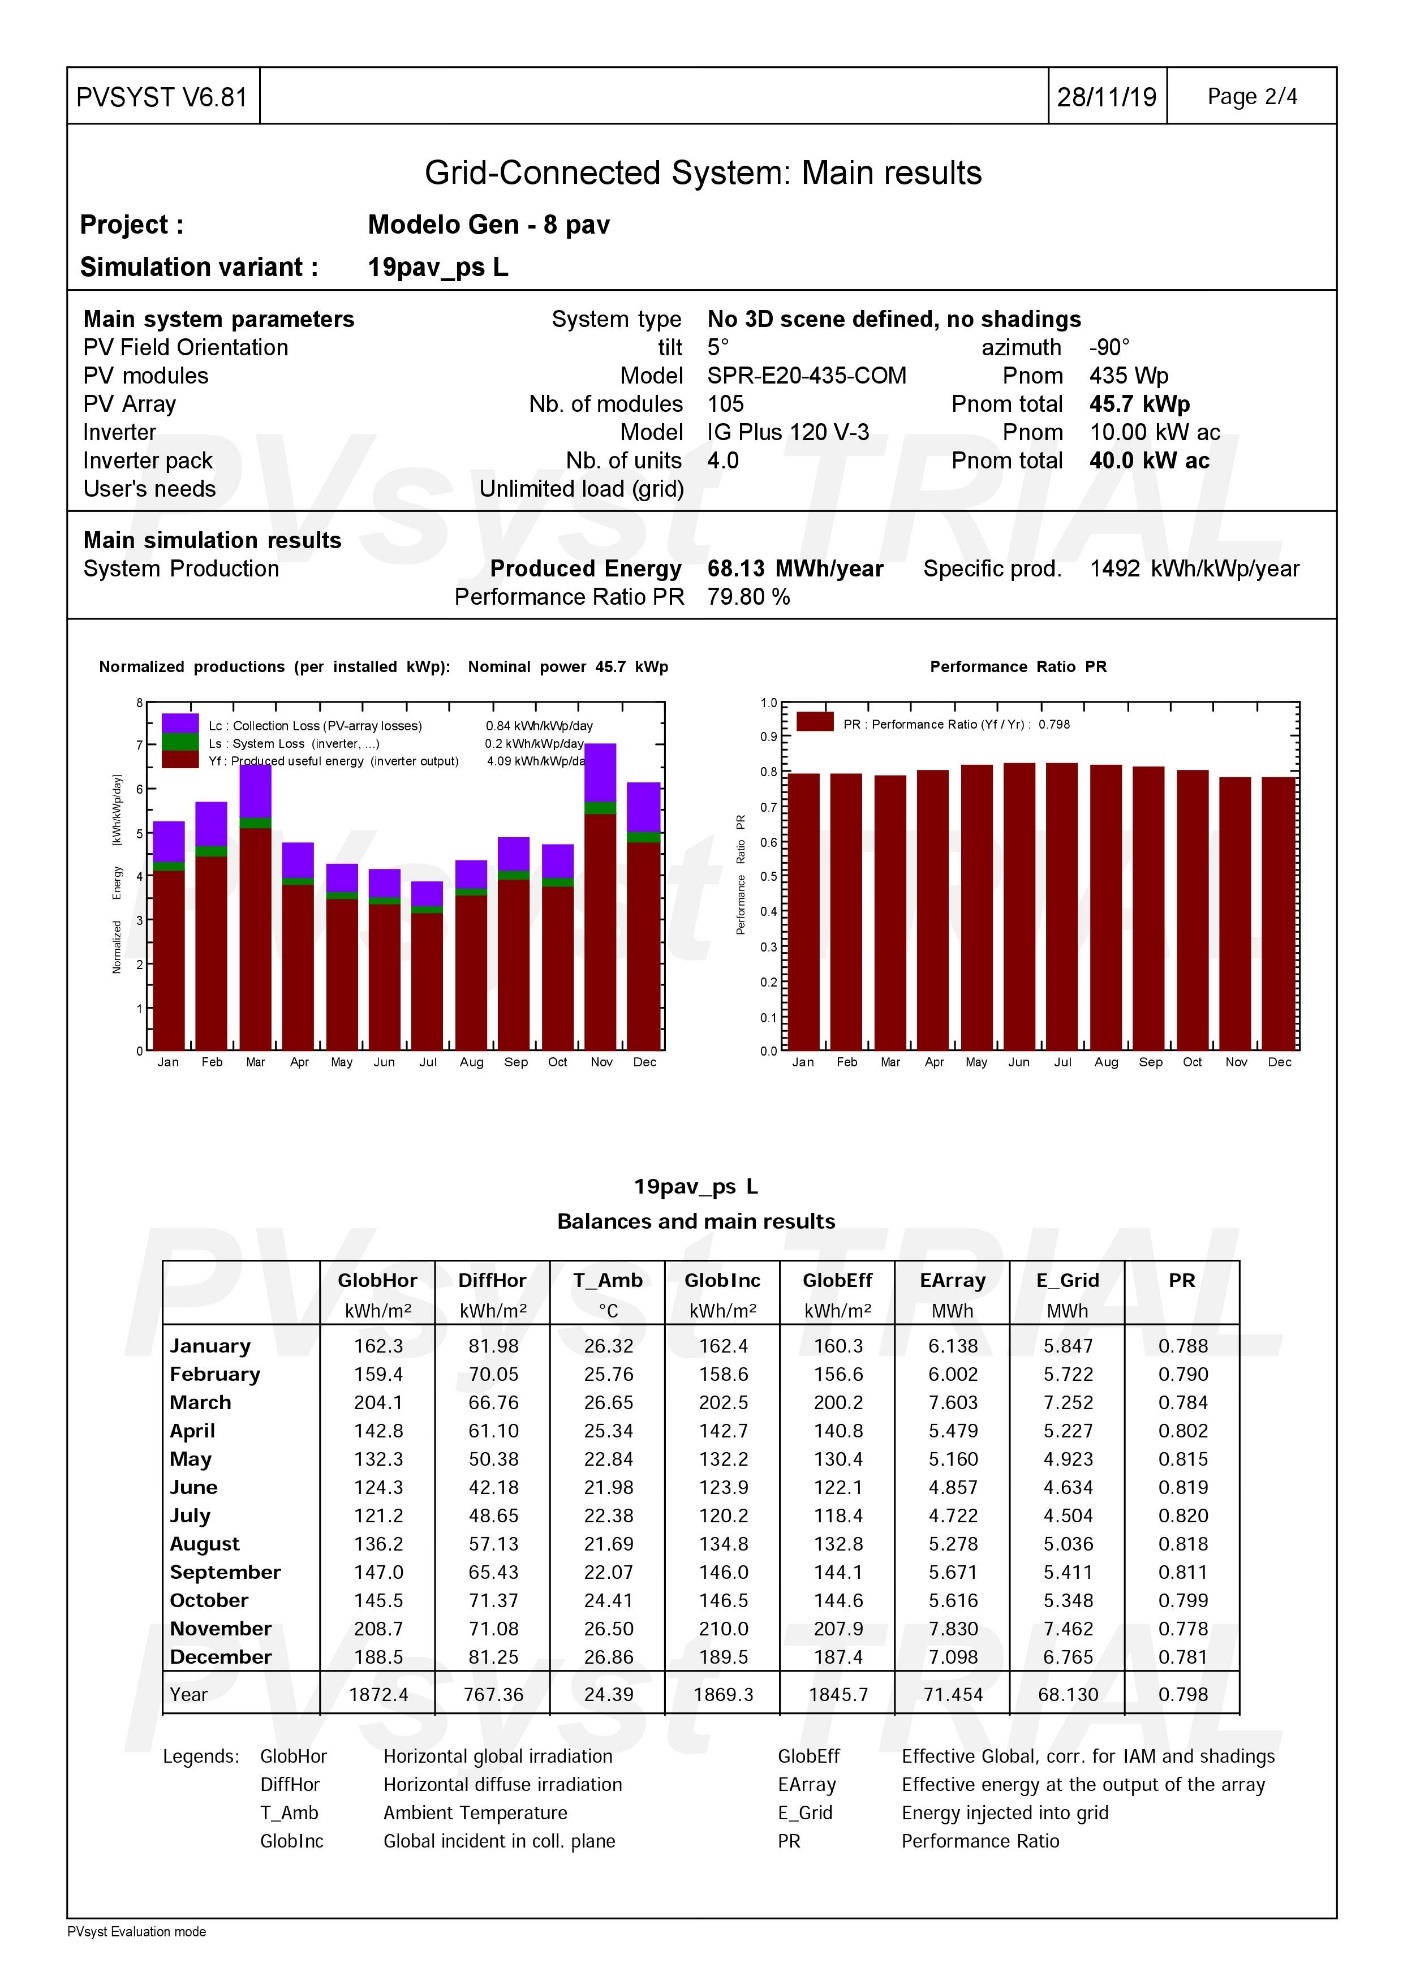 PVSYST V6.81 28/11/19 Page 2/4
Grid-Connected System: Main results
Project : Modelo Gen - 8 pav
Simulation variant : 19pav_ps L
Main system parameters System type No 3D scene defined, no shadings
PV Field Orientation tilt 5° azimuth -90°
PV modules Model SPR-E20-435-COM Pnom 435 Wp
PV Array Nb. of modules 105 Pnom total 45.7 kWp
Inverter Model IG Plus 120 V-3 Pnom 10.00 kW ac
Inverter pack Nb. of units 4.0 Pnom total 40.0 kW ac
User's needs Unlimited load (grid)
PVsyst TRIAL
Main simulation results
System Production Produced Energy 68.13 MWh/year Specific prod. 1492 kWh/kWp/year
Performance Ratio PR 79.80 %
Normalized productions (per installed kWp): Nominal power 45.7 kWp
Lc : Collection Loss (PV-array losses) 0.84 kWh/kWp/day
Ls : System Loss (inverter, ...) 0.2 kWh/kWp/day
Yf : Produced useful energy (inverter output) 4.09 kWh/kWp/da
Normalized Energy [kWh/kWp/day]
8
7
6
5
4
3
2
1
0
Jan Feb Mar Apr May Jun Jul Aug Sep Oct Nov Dec
Performance Ratio PR
PR : Performance Ratio (Yf / Yr) : 0.798
Performance Ratio PR
1.0
0.9
0.8
0.7
0.6
0.5
0.4
0.3
0.2
0.1
0.0
Jan Feb Mar Apr May Jun Jul Aug Sep Oct Nov Dec
PVsyst TRIAL
19pav_ps L
Balances and main results
PVsyst TRIAL
GlobHor DiffHor T_Amb GlobInc GlobEff EArray E_Grid PR
kWh/m² kWh/m² °C kWh/m² kWh/m² MWh MWh
January 162.3 81.98 26.32 162.4 160.3 6.138 5.847 0.788
February 159.4 70.05 25.76 158.6 156.6 6.002 5.722 0.790
March 204.1 66.76 26.65 202.5 200.2 7.603 7.252 0.784
April 142.8 61.10 25.34 142.7 140.8 5.479 5.227 0.802
May 132.3 50.38 22.84 132.2 130.4 5.160 4.923 0.815
June 124.3 42.18 21.98 123.9 122.1 4.857 4.634 0.819
July 121.2 48.65 22.38 120.2 118.4 4.722 4.504 0.820
August 136.2 57.13 21.69 134.8 132.8 5.278 5.036 0.818
September 147.0 65.43 22.07 146.0 144.1 5.671 5.411 0.811
October 145.5 71.37 24.41 146.5 144.6 5.616 5.348 0.799
November 208.7 71.08 26.50 210.0 207.9 7.830 7.462 0.778
December 188.5 81.25 26.86 189.5 187.4 7.098 6.765 0.781
Year 1872.4 767.36 24.39 1869.3 1845.7 71.454 68.130 0.798
PVsyst TRIAL
Legends: GlobHor Horizontal global irradiation GlobEff Effective Global, corr. for IAM and shadings
DiffHor Horizontal diffuse irradiation EArray Effective energy at the output of the array
T_Amb Ambient Temperature E_Grid Energy injected into grid
GlobInc Global incident in coll. plane PR Performance Ratio
PVsyst Evaluation mode